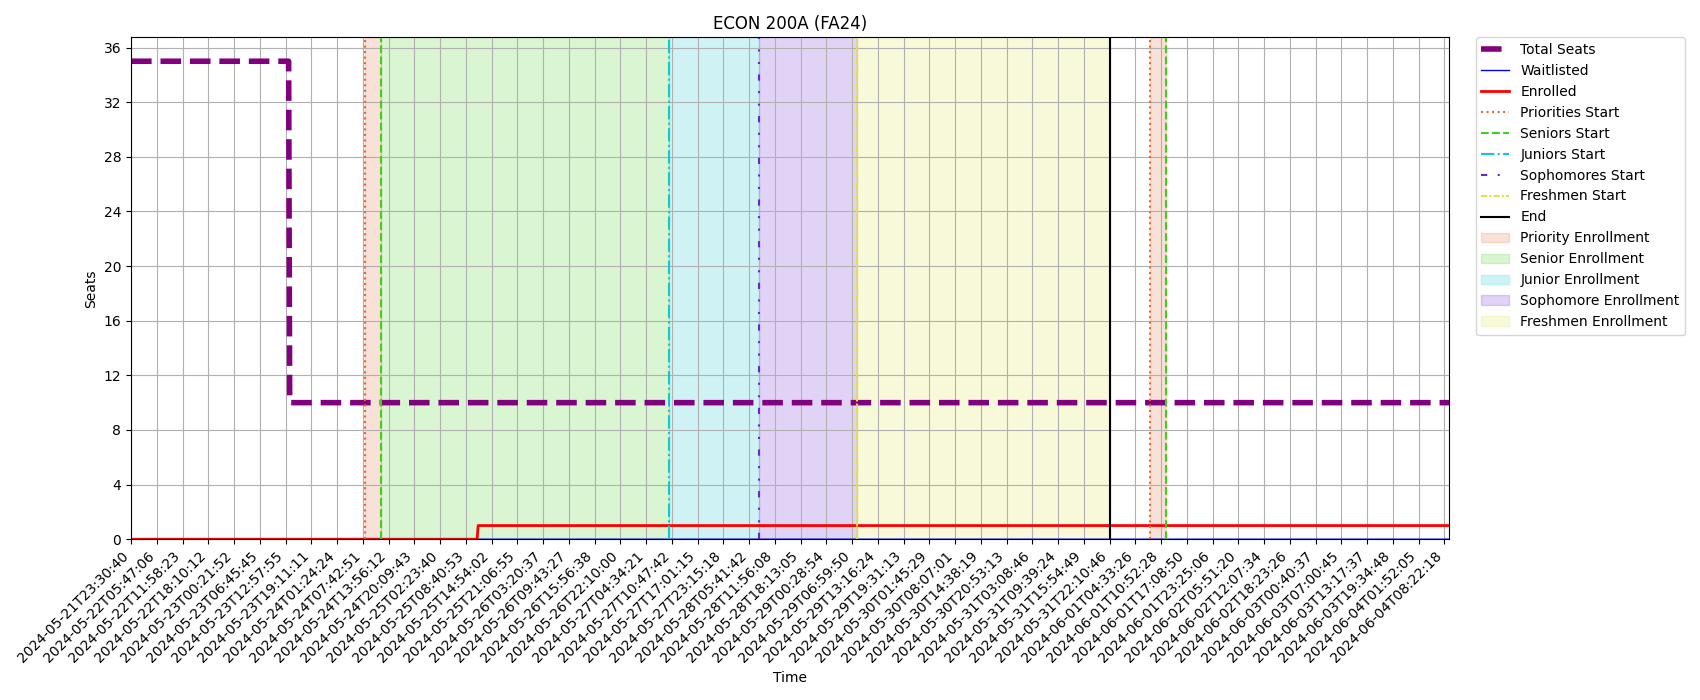 ECON 200A (FA24)
Seats
36
32
28
24
20
16
12
8
4
0
2024-05-21T23:30:40
2024-05-22T05:47:06
2024-05-22T11:58:23
2024-05-22T18:10:12
2024-05-23T00:21:52
2024-05-23T06:45:45
2024-05-23T12:57:55
2024-05-23T19:11:11
2024-05-24T01:24:24
2024-05-24T07:42:51
2024-05-24T13:56:12
2024-05-24T20:09:43
2024-05-25T02:23:40
2024-05-25T08:40:53
2024-05-25T14:54:02
2024-05-25T21:06:55
2024-05-26T03:20:37
2024-05-26T09:43:27
2024-05-26T15:56:38
2024-05-26T22:10:00
2024-05-27T04:34:21
2024-05-27T10:47:42
2024-05-27T17:01:15
2024-05-27T23:15:18
2024-05-28T05:41:42
2024-05-28T11:56:08
2024-05-28T18:13:05
2024-05-29T00:28:54
2024-05-29T06:59:50
2024-05-29T13:16:24
2024-05-29T19:31:13
2024-05-30T01:45:29
2024-05-30T08:07:01
2024-05-30T14:38:19
2024-05-30T20:53:13
2024-05-31T03:08:46
2024-05-31T09:39:24
2024-05-31T15:54:49
2024-05-31T22:10:46
2024-06-01T04:33:26
2024-06-01T10:52:28
2024-06-01T17:08:50
2024-06-01T23:25:06
2024-06-02T05:51:20
2024-06-02T12:07:34
2024-06-02T18:23:26
2024-06-03T00:40:37
2024-06-03T07:00:45
2024-06-03T13:17:37
2024-06-03T19:34:48
2024-06-04T01:52:05
2024-06-04T08:22:18
Time
Total Seats
Waitlisted
Enrolled
Priorities Start
Seniors Start
Juniors Start
Sophomores Start
Freshmen Start
End
Priority Enrollment
Senior Enrollment
Junior Enrollment
Sophomore Enrollment
Freshmen Enrollment